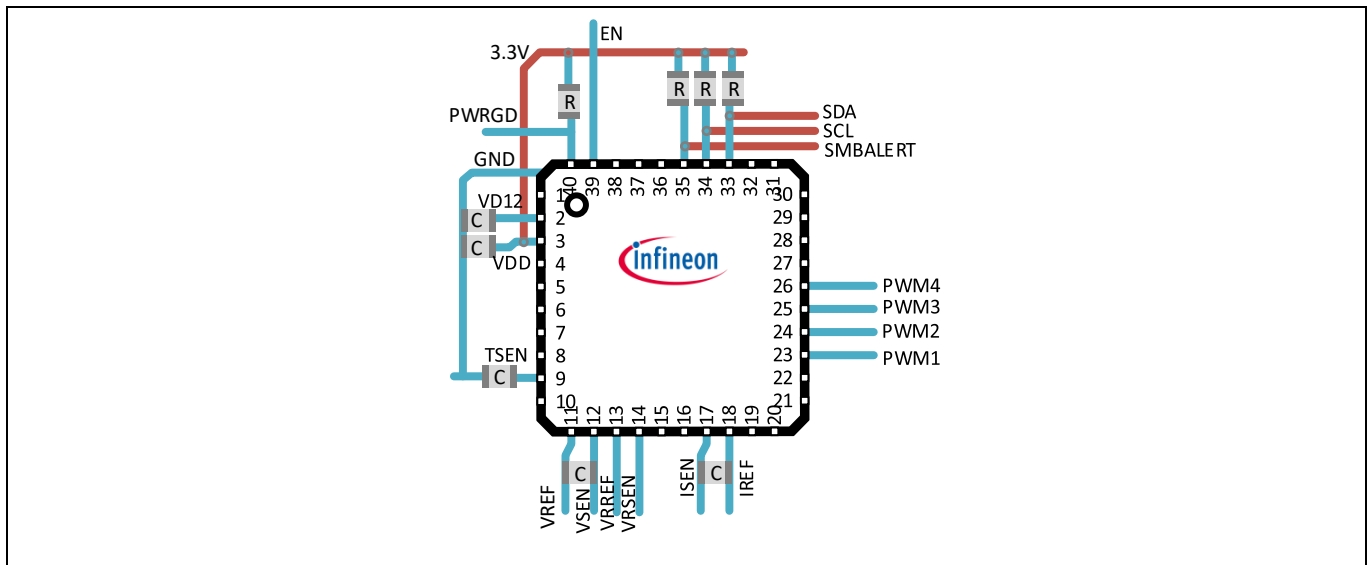 EN
3.3V
R
R
R
R
PWRGD
SDA
SCL
SMBALERT
GND
40
39
38
37
36
35
34
33
32
31
VD12
C
C
VDD
1
2
3
4
5
6
7
8
9
10
30
29
28
27
26
25
24
23
22
21
infineon
PWM4
PWM3
PWM2
PWM1
TSEN
C
11
12
13
14
15
16
17
18
19
20
C
C
VREF
VSEN
VRREF
VRSEN
ISEN
IREF